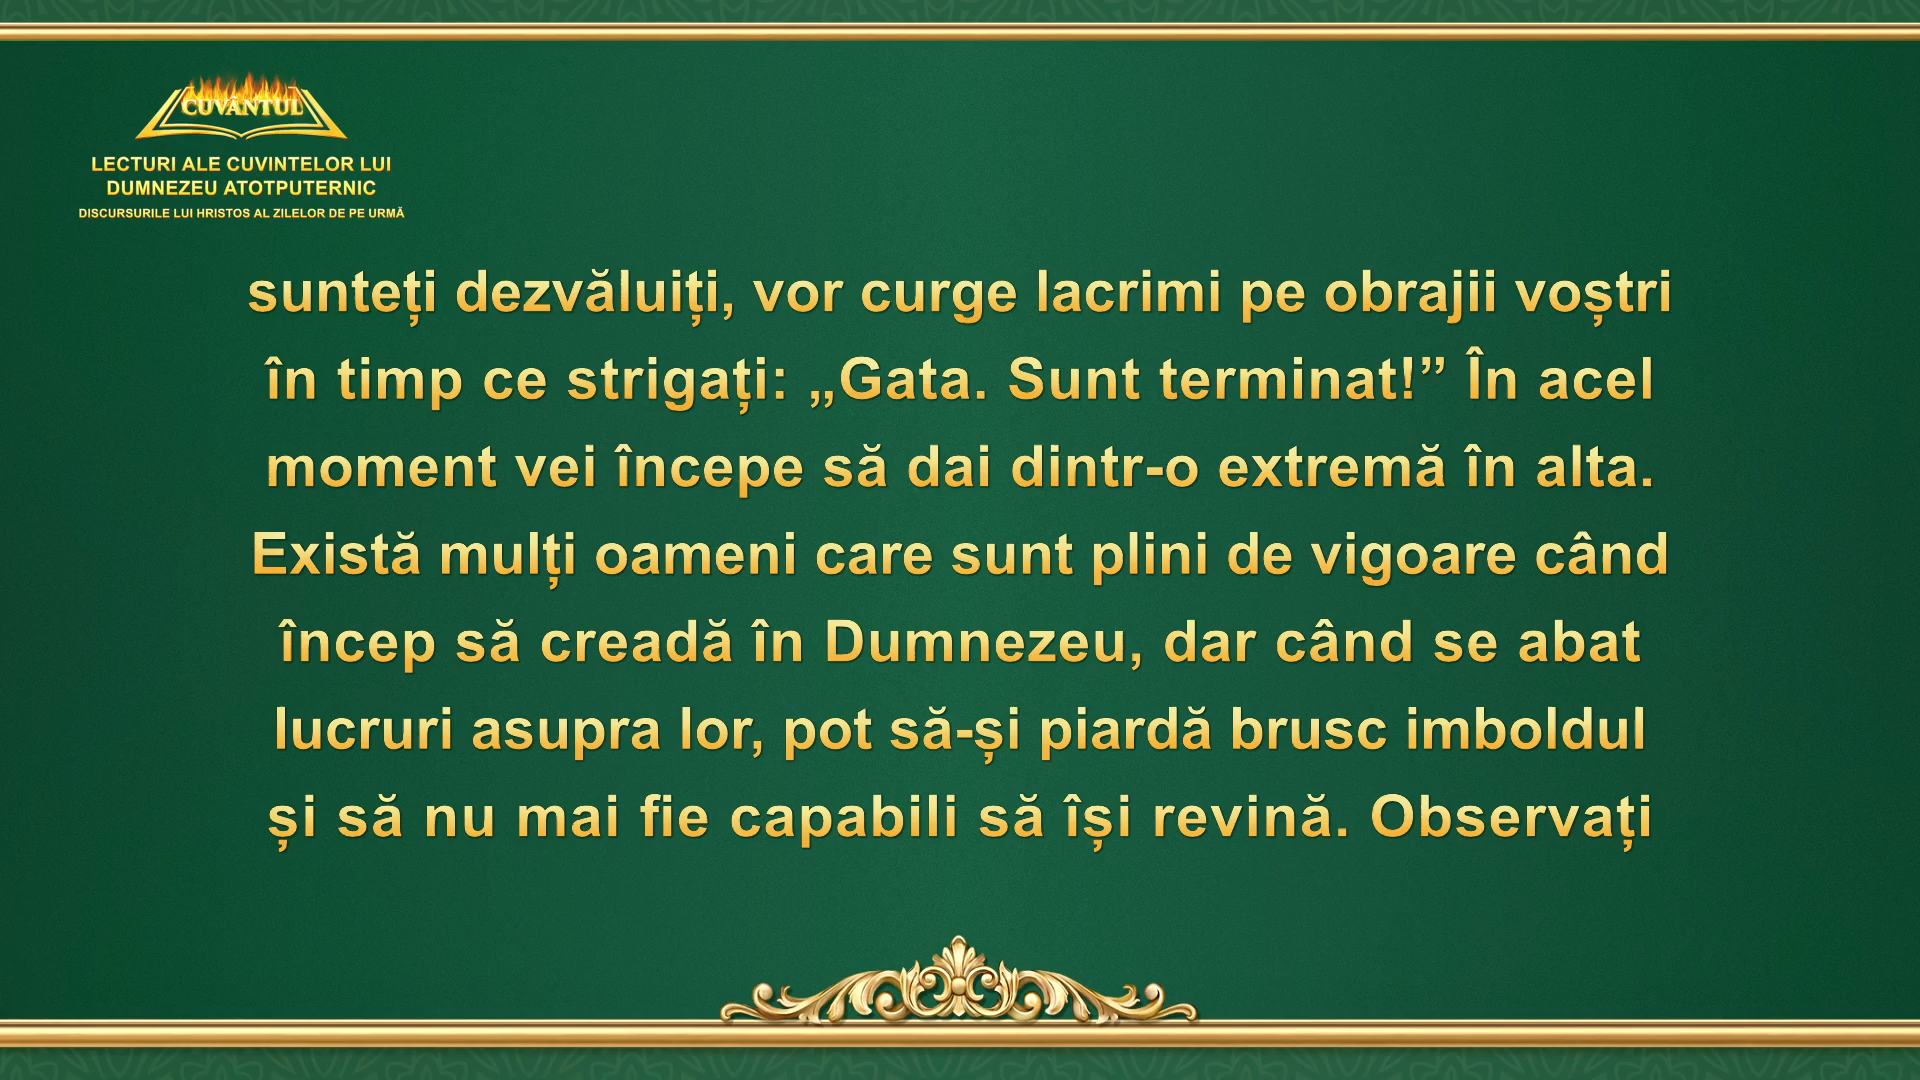 CUVÂNTUL
LECTURI ALE CUVINTELOR LUI
DUMNEZEU ATOTPUTERNIC
DISCURSURILE LUI HRISTOS AL ZILELOR DE PE URMĂ
sunteți dezvăluiți, vor curge lacrimi pe obrajii voștri
în timp ce strigați: „Gata. Sunt terminat!” În acel
moment vei începe să dai dintr-o extremă în alta.
Există mulți oameni care sunt plini de vigoare când
încep să creadă în Dumnezeu, dar când se abat
lucruri asupra lor, pot să-și piardă brusc imboldul
și să nu mai fie capabili să își revină. Observați